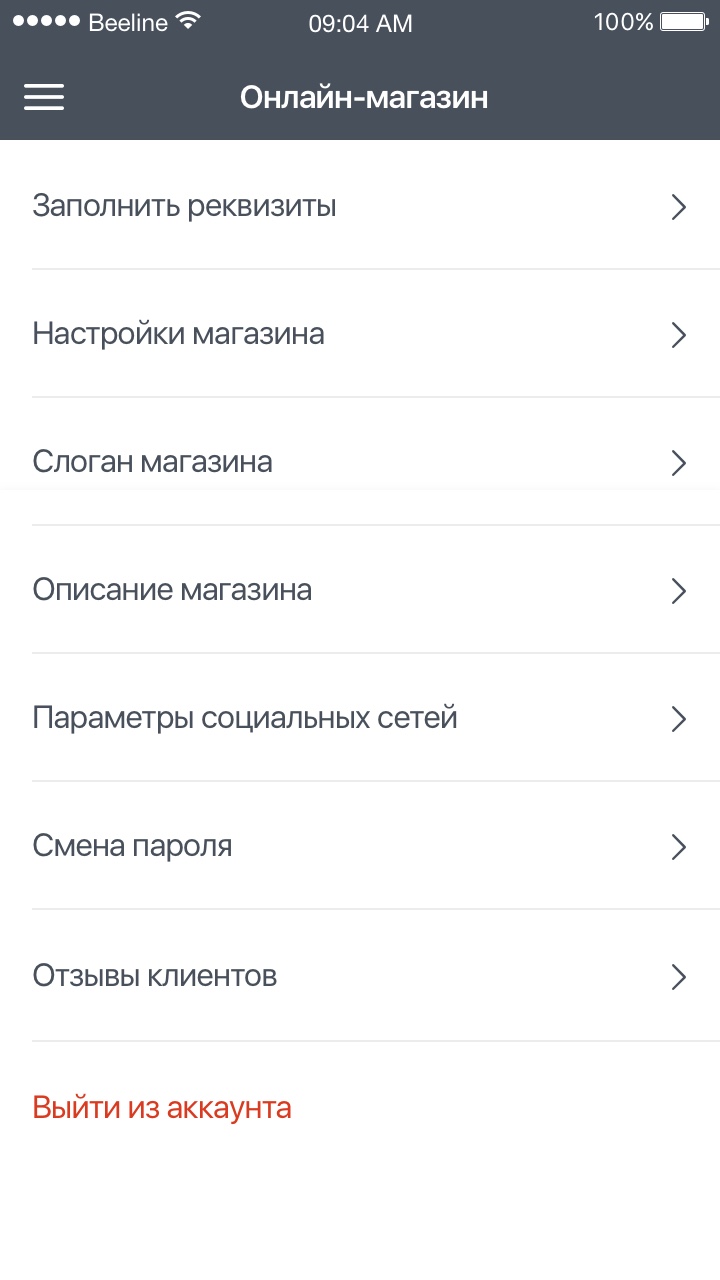 Beeline 09:04 AM 100%
Онлайн-магазин
Заполнить реквизиты
Настройки магазина
Слоган магазина
Описание магазина
Параметры социальных сетей
Смена пароля
Отзывы клиентов
Выйти из аккаунта